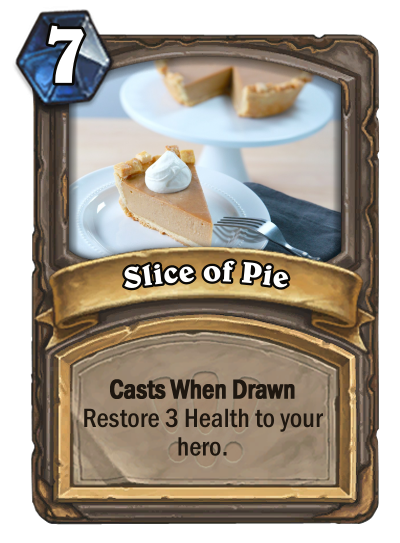 7
Slice of Pie
Casts When Drawn
Restore 3 Health to your
hero.